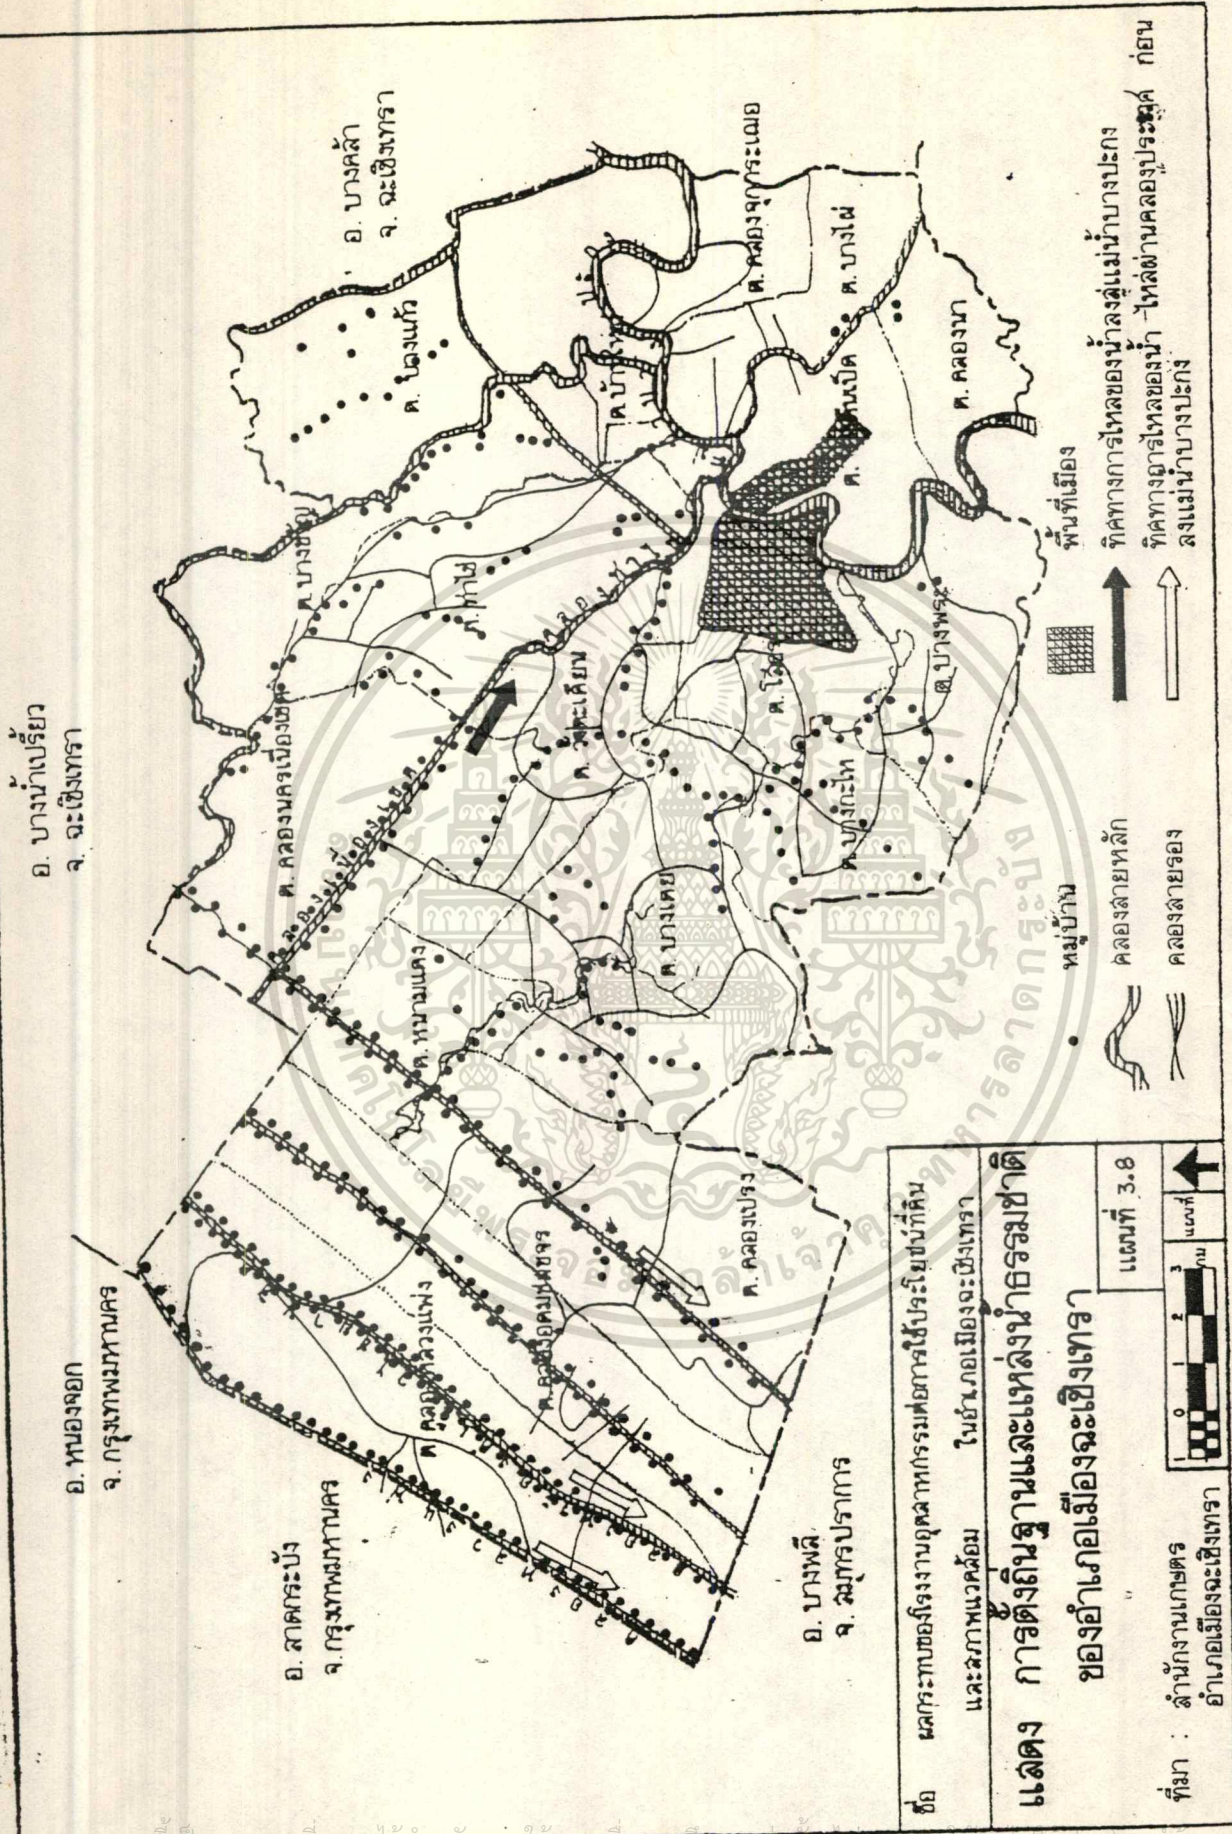 อ. หนองจอก
จ. กรุงเทพมหานคร
อ. บางน้ำเปรี้ยว
จ. ฉะเชิงเทรา
อ. บางคล้า
จ. ฉะเชิงเทรา
อ. ลาดกระบัง
จ. กรุงเทพมหานคร
อ. บางพลี
จ. สมุทรปราการ
ต. คลองนครเนื่องเขต
ต. บางขวัญ
ต. บางแก้ว
ต. ท่าไข่
ต. หนามแดง
ต. วังตะเคียน
ต. คลองหลวงแพ่ง
ต. คลองอุดมชลจร
ต. คลองเปรง
ต. บางเตย
ต. บางกะไห
ต. บางพระ
ต. คลองจุกกระเฌอ
ต. บางไผ่
ต. คลองนา
ชื่อ ผลกระทบของโรงงานอุตสาหกรรมต่อการใช้ประโยชน์ที่ดิน
และสภาพแวดล้อม ในอำเภอเมืองฉะเชิงเทรา
แสดง การตั้งถิ่นฐานและแหล่งน้ำธรรมชาติ
ของอำเภอเมืองฉะเชิงเทรา
แผนที่ 3.8
ที่มา : สำนักงานเกษตร
อำเภอเมืองฉะเชิงเทรา
1 0 1 2 3
กม
แผนที่
หมู่บ้าน
คลองสายหลัก
คลองสายรอง
พื้นที่เมือง
ทิศทางการไหลของน้ำลงสู่แม่น้ำบางปะกง
ทิศทางการไหลของน้ำ ไหลผ่านคลองประเวศ ก่อน
ลงแม่น้ำบางปะกง